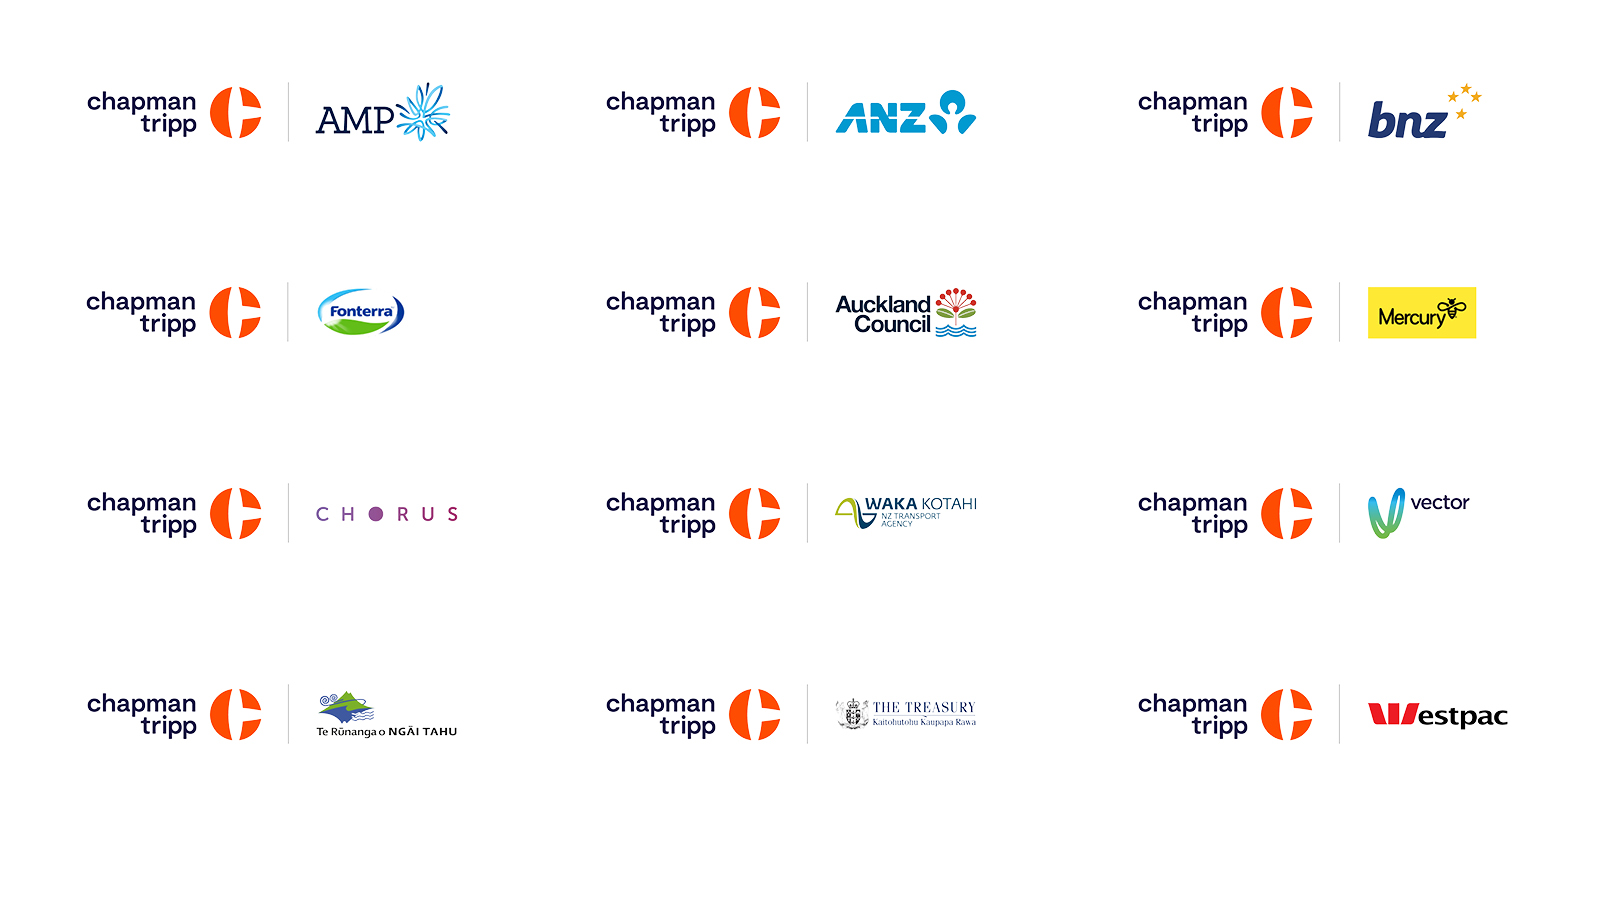 chapman
tripp
AMP
chapman
tripp
ANZ
chapman
tripp
bnz
chapman
tripp
Fonterra
chapman
tripp
Auckland
Council
chapman
tripp
Mercury
chapman
tripp
CHORUS
chapman
tripp
WAKA KOTAHI
NZ TRANSPORT
AGENCY
chapman
tripp
vector
chapman
tripp
Te Rūnanga o NGĀI TAHU
chapman
tripp
THE TREASURY
Kaitohutohu Kaupapa Rawa
chapman
tripp
Westpac